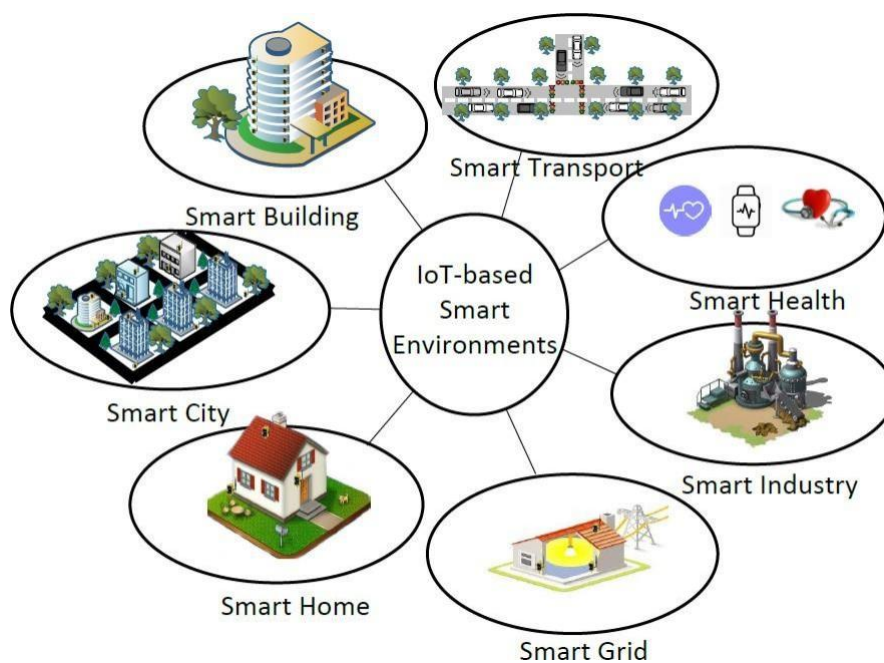 Smart Transport
Smart Building
IoT-based
Smart
Environments
Smart Health
Smart City
Smart Industry
Smart Home
Smart Grid